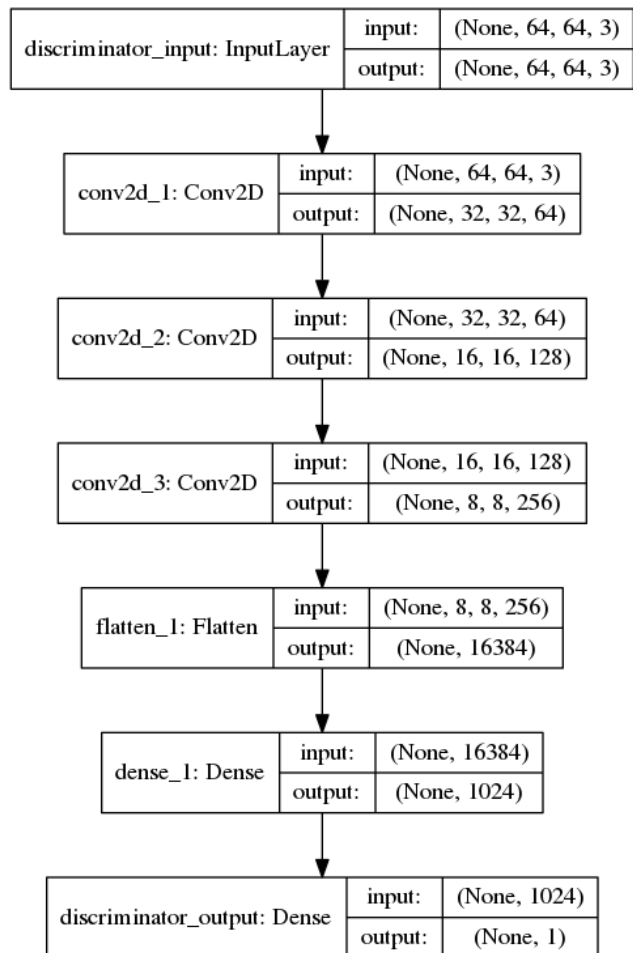 discriminator_input: InputLayer
input: (None, 64, 64, 3)
output: (None, 64, 64, 3)
conv2d_1: Conv2D
input: (None, 64, 64, 3)
output: (None, 32, 32, 64)
conv2d_2: Conv2D
input: (None, 32, 32, 64)
output: (None, 16, 16, 128)
conv2d_3: Conv2D
input: (None, 16, 16, 128)
output: (None, 8, 8, 256)
flatten_1: Flatten
input: (None, 8, 8, 256)
output: (None, 16384)
dense_1: Dense
input: (None, 16384)
output: (None, 1024)
discriminator_output: Dense
input: (None, 1024)
output: (None, 1)